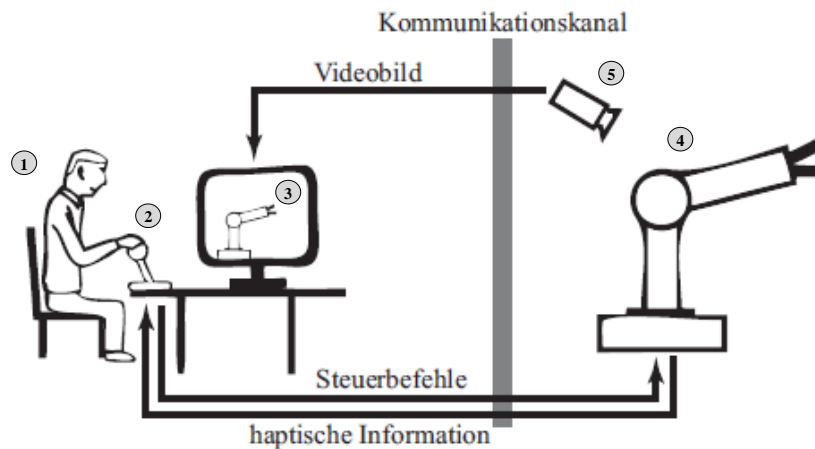 Kommunikationskanal
Videobild
5
1
4
2
3
Steuerbefehle
haptische Information